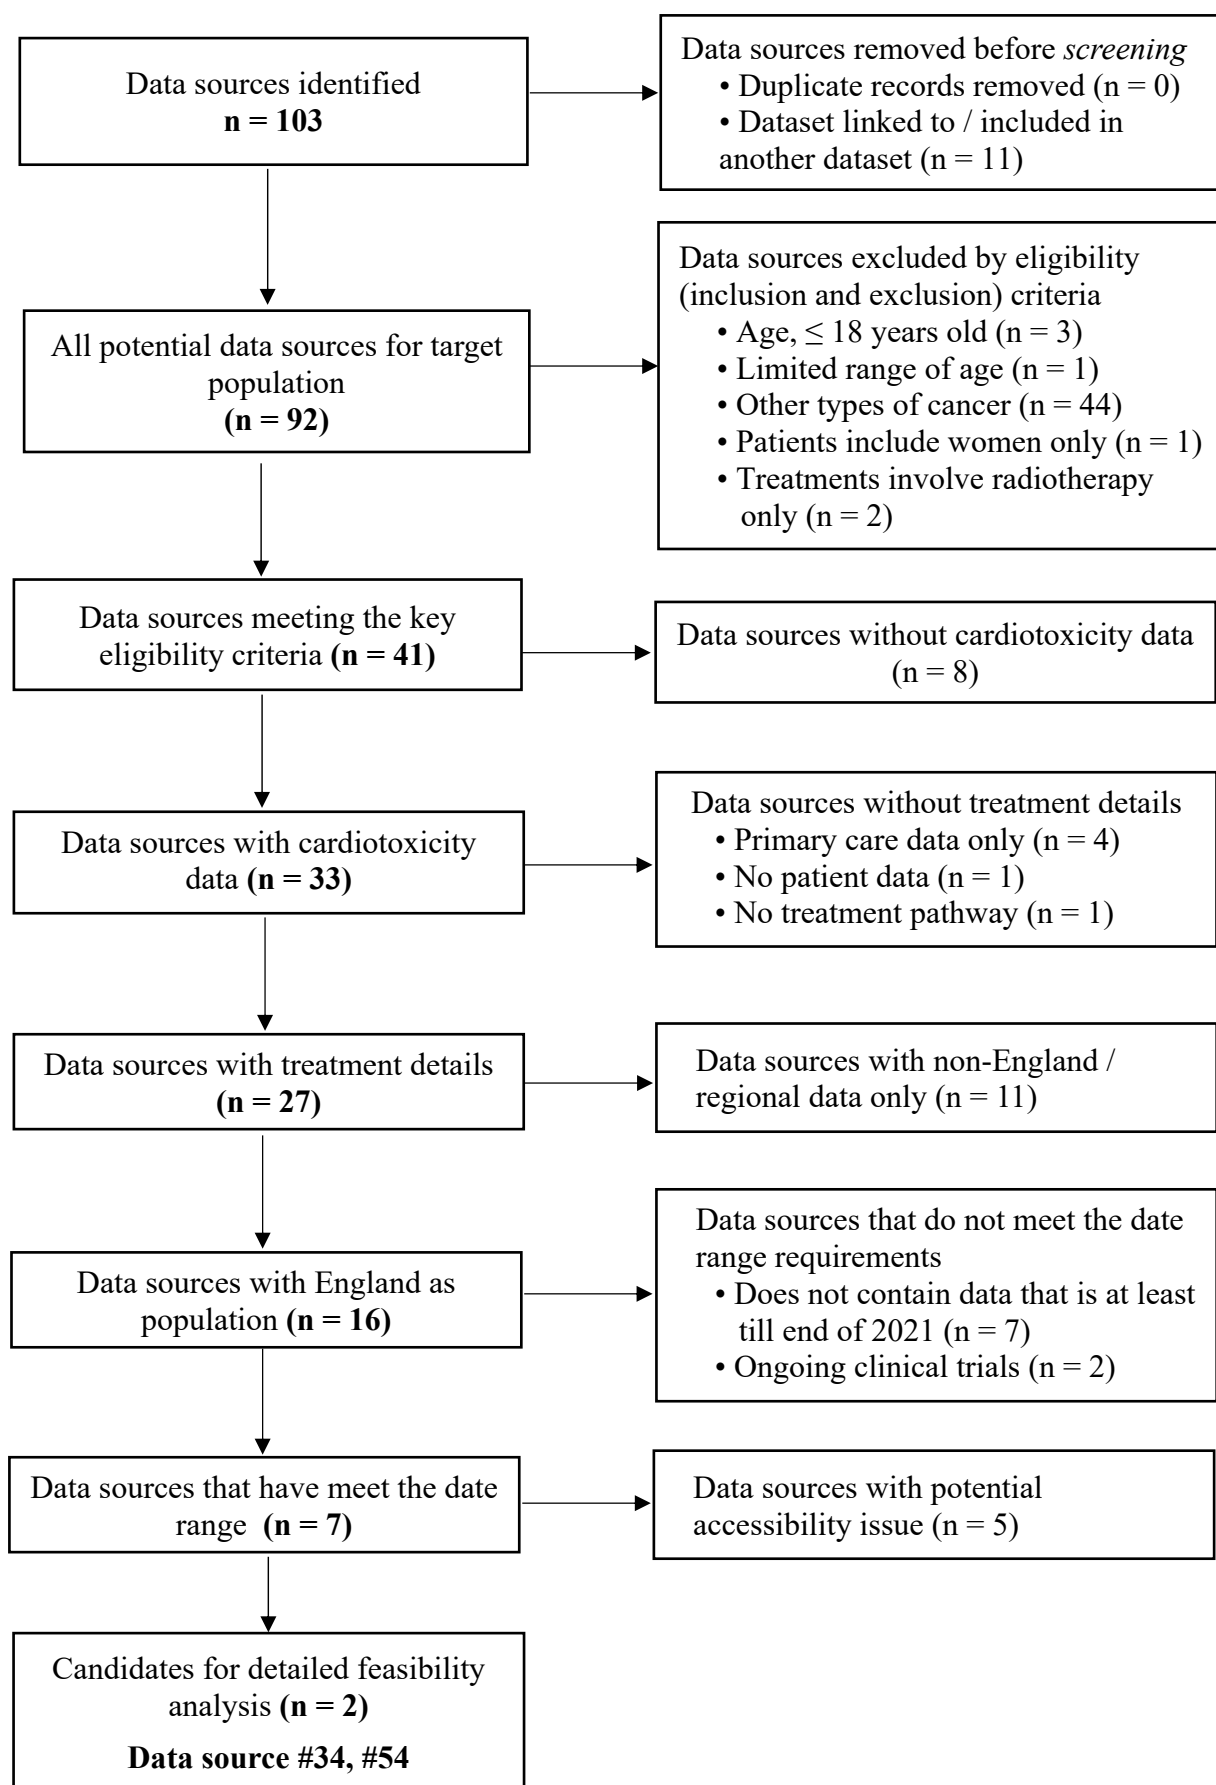 Data sources identified
n = 103
Data sources removed before screening
• Duplicate records removed (n = 0)
• Dataset linked to / included in
another dataset (n = 11)
All potential data sources for target
population
(n = 92)
Data sources excluded by eligibility
(inclusion and exclusion) criteria
• Age, ≤ 18 years old (n = 3)
• Limited range of age (n = 1)
• Other types of cancer (n = 44)
• Patients include women only (n = 1)
• Treatments involve radiotherapy
only (n = 2)
Data sources meeting the key
eligibility criteria (n = 41)
Data sources without cardiotoxicity data
(n = 8)
Data sources with cardiotoxicity
data (n = 33)
Data sources without treatment details
• Primary care data only (n = 4)
• No patient data (n = 1)
• No treatment pathway (n = 1)
Data sources with treatment details
(n = 27)
Data sources with non-England /
regional data only (n = 11)
Data sources with England as
population (n = 16)
Data sources that do not meet the date
range requirements
• Does not contain data that is at least
till end of 2021 (n = 7)
• Ongoing clinical trials (n = 2)
Data sources that have meet the date
range (n = 7)
Data sources with potential
accessibility issue (n = 5)
Candidates for detailed feasibility
analysis (n = 2)
Data source #34, #54